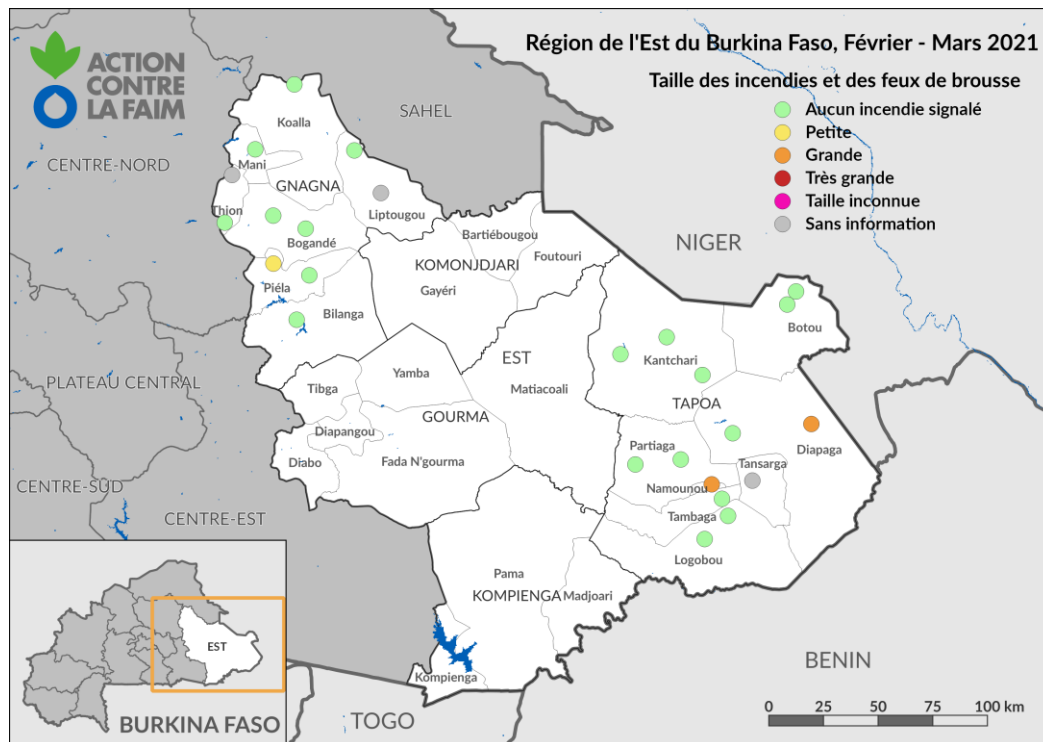 ACTION
CONTRE
LA FAIM
Région de l'Est du Burkina Faso, Février - Mars 2021
Taille des incendies et des feux de brousse
Aucun incendie signalé
Petite
Grande
Très grande
Taille inconnue
Sans information
SAHEL
CENTRE-NORD
Koalla
Mani
GNAGNA
Liptougou
Thion
Bogandé
Piéla
Bilanga
Bartiébougou
Foutouri
KOMONJDJARI
Gayéri
NIGER
Botou
Kantchari
EST
Matiacoali
TAPOA
PLATEAU CENTRAL
Tibga
Yamba
GOURMA
Diapangou
Diabo
Fada N'gourma
Partiaga
Diapaga
Tansarga
Namounou
Tambaga
Logobou
CENTRE-SUD
CENTRE-EST
Pama
KOMPIENGA
Madjoari
Kompienga
BENIN
TOGO
EST
BURKINA FASO
0 25 50 75 100 km